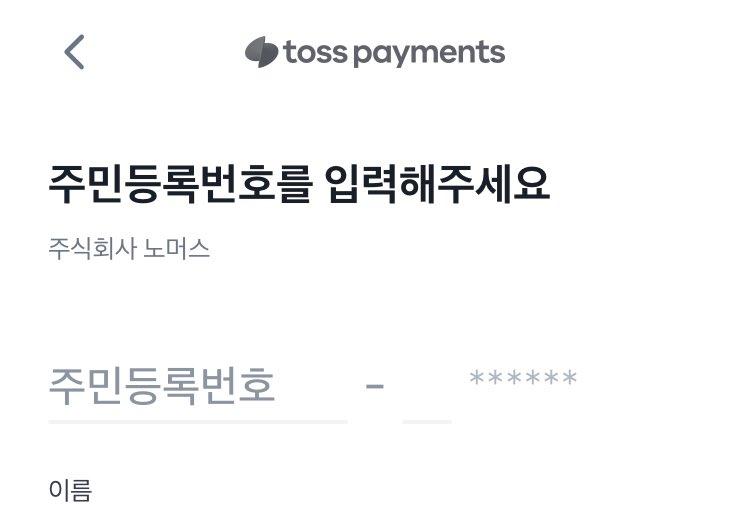 toss payments
주민등록번호를 입력해주세요
주식회사 노머스
주민등록번호 - ******
이름